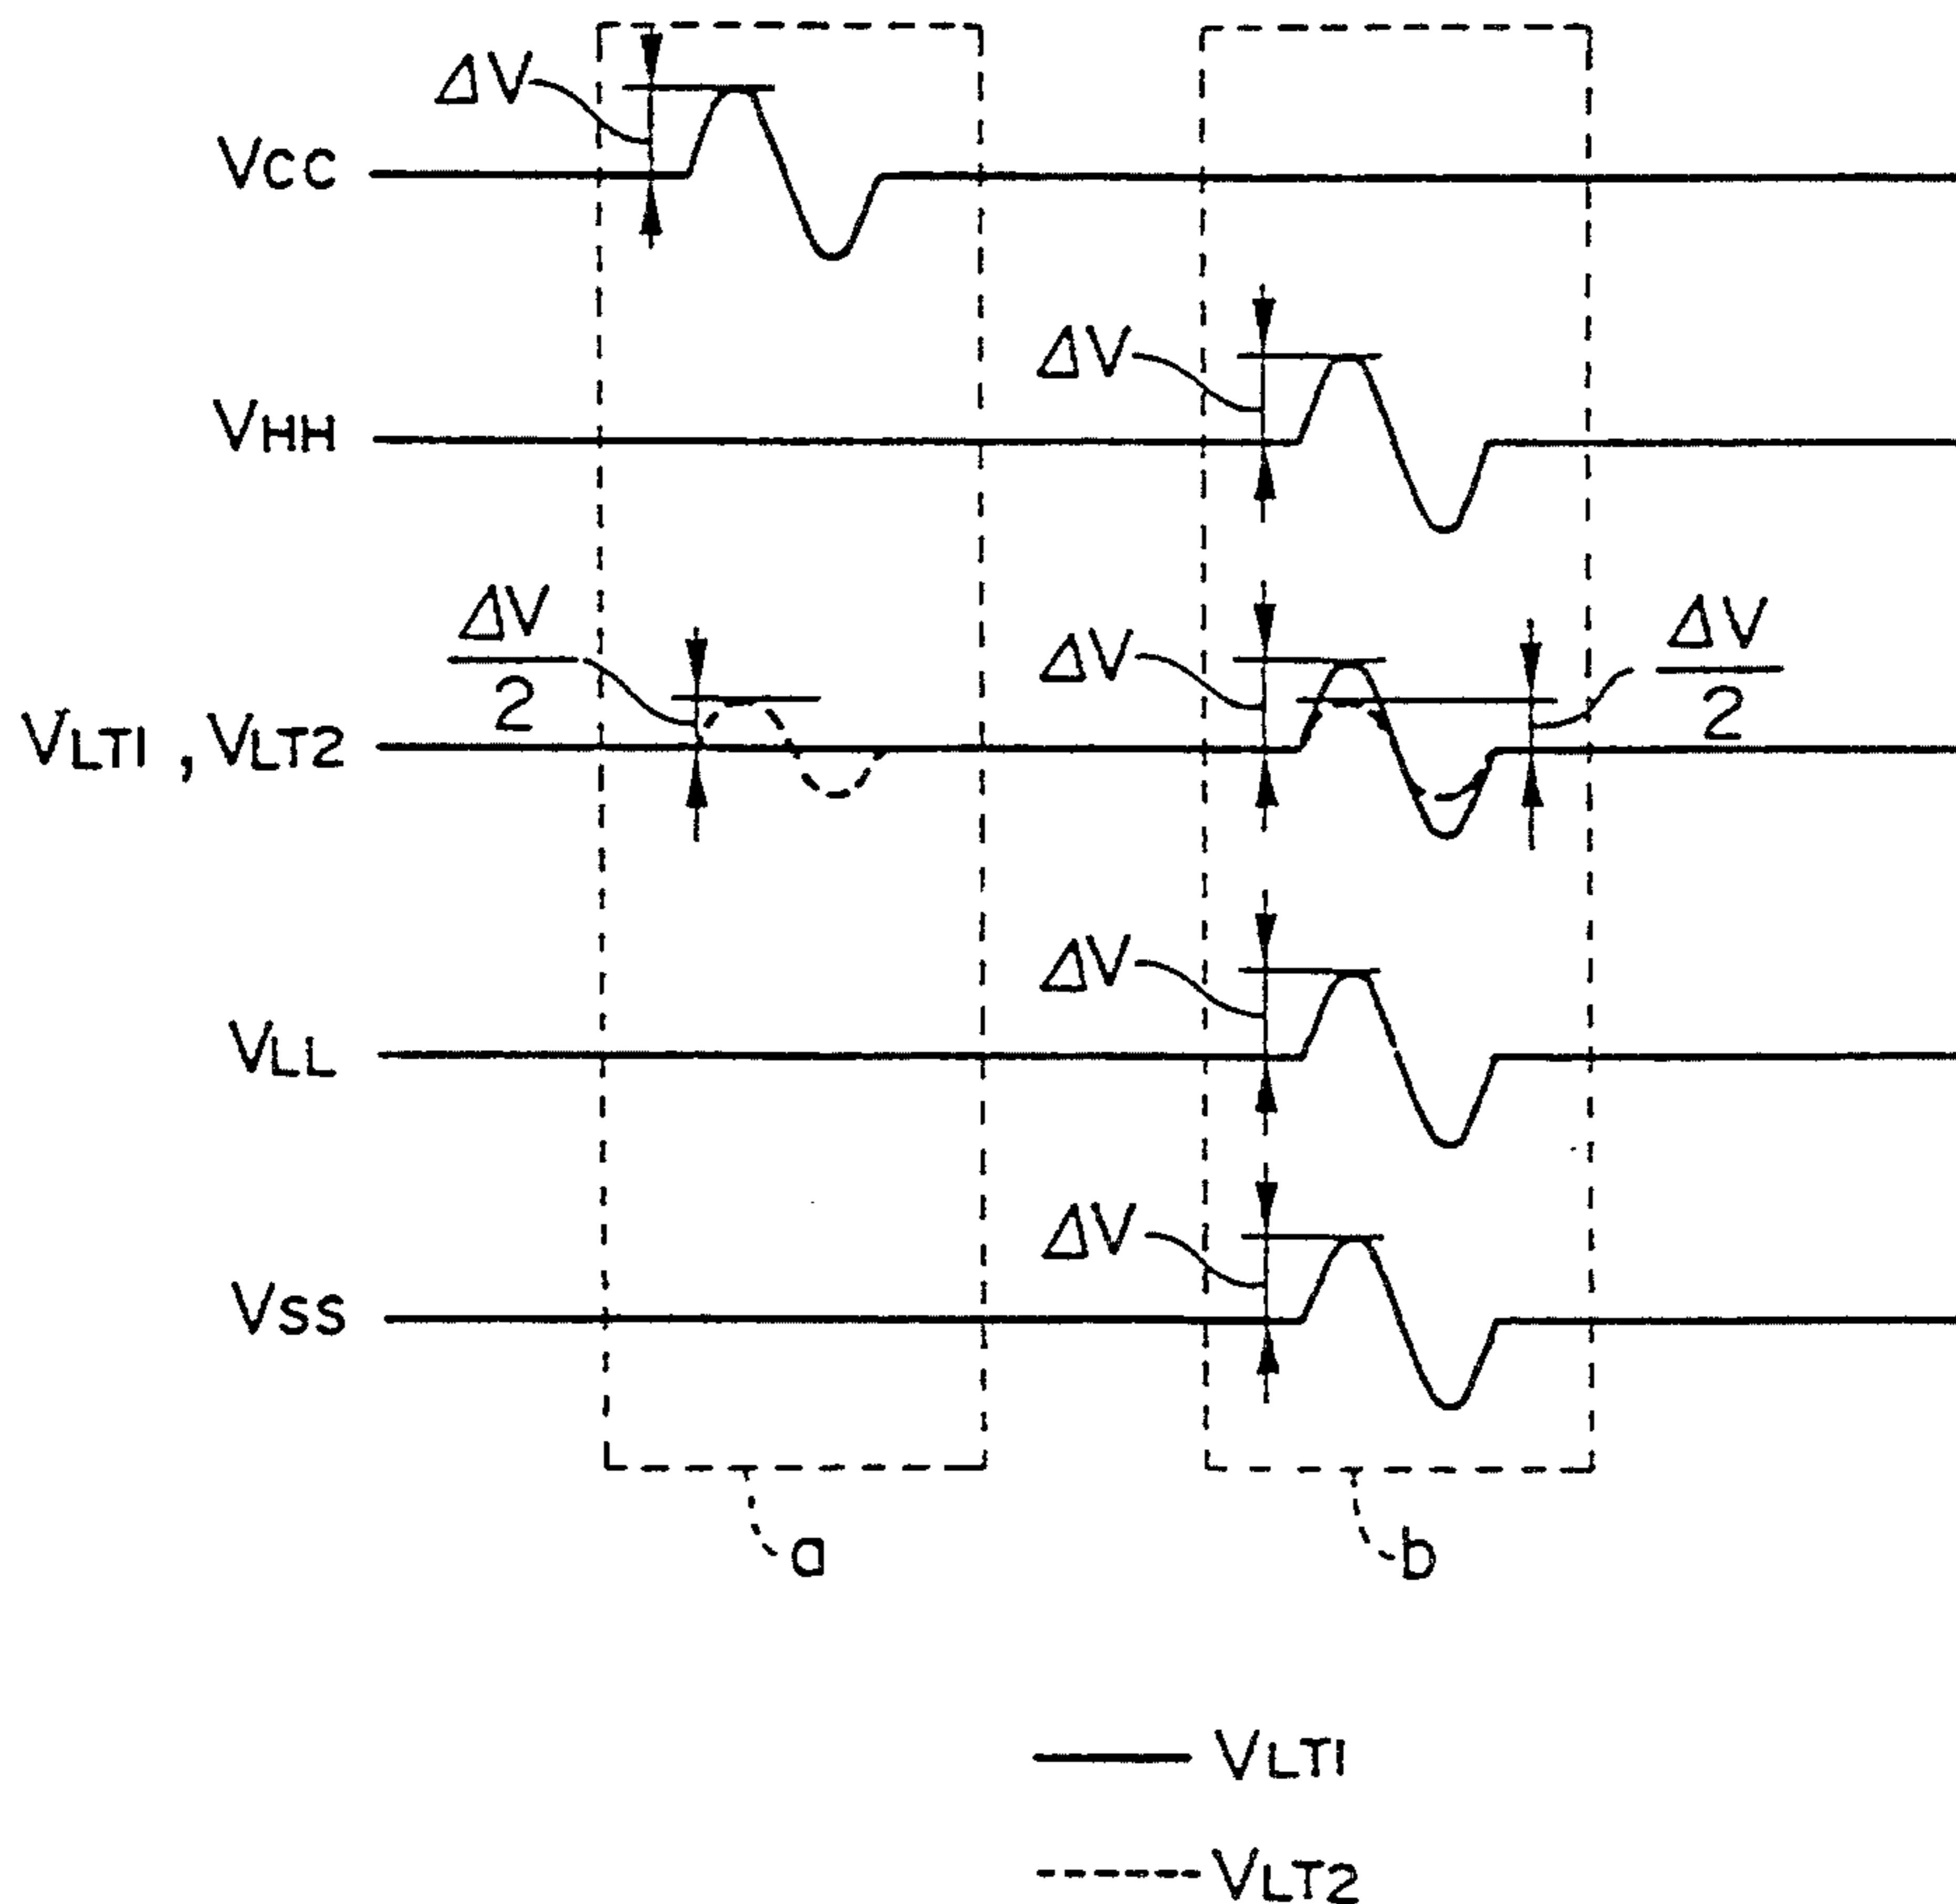 ΔV
VCC
ΔV
VHH
ΔV
2
ΔV
ΔV
2
VLT1 , VLT2
ΔV
VLL
ΔV
VSS
a
b
VLT1
VLT2